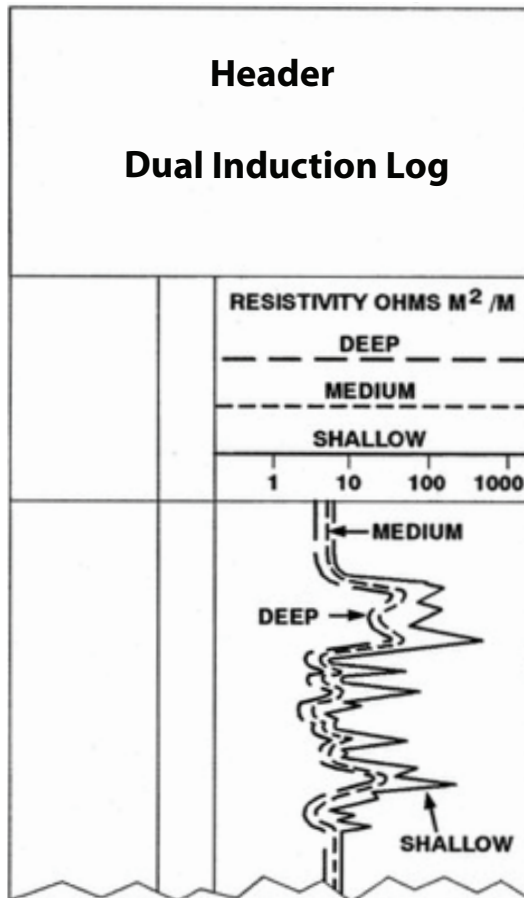 Header
Dual Induction Log
RESISTIVITY OHMS M² /M
DEEP
MEDIUM
SHALLOW
1 10 100 1000
MEDIUM
DEEP
SHALLOW